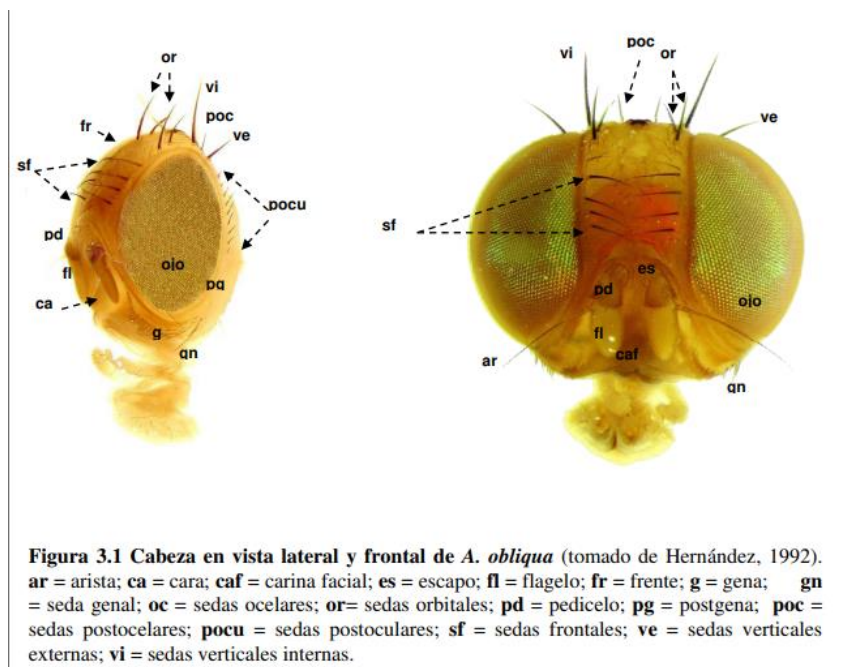 or
vi
poc
fr
ve
sf
pocu
pd
ojo
fl
pg
ca
g
gn
poc
vi
or
ve
sf
es
pd
ojo
fl
caf
ar
gn
Figura 3.1 Cabeza en vista lateral y frontal de A. obliqua (tomado de Hernández, 1992).
ar = arista; ca = cara; caf = carina facial; es = escapo; fl = flagelo; fr = frente; g = gena; gn
= seda genal; oc = sedas ocelares; or= sedas orbitales; pd = pedicelo; pg = postgena; poc =
sedas postocelares; pocu = sedas postoculares; sf = sedas frontales; ve = sedas verticales
externas; vi = sedas verticales internas.